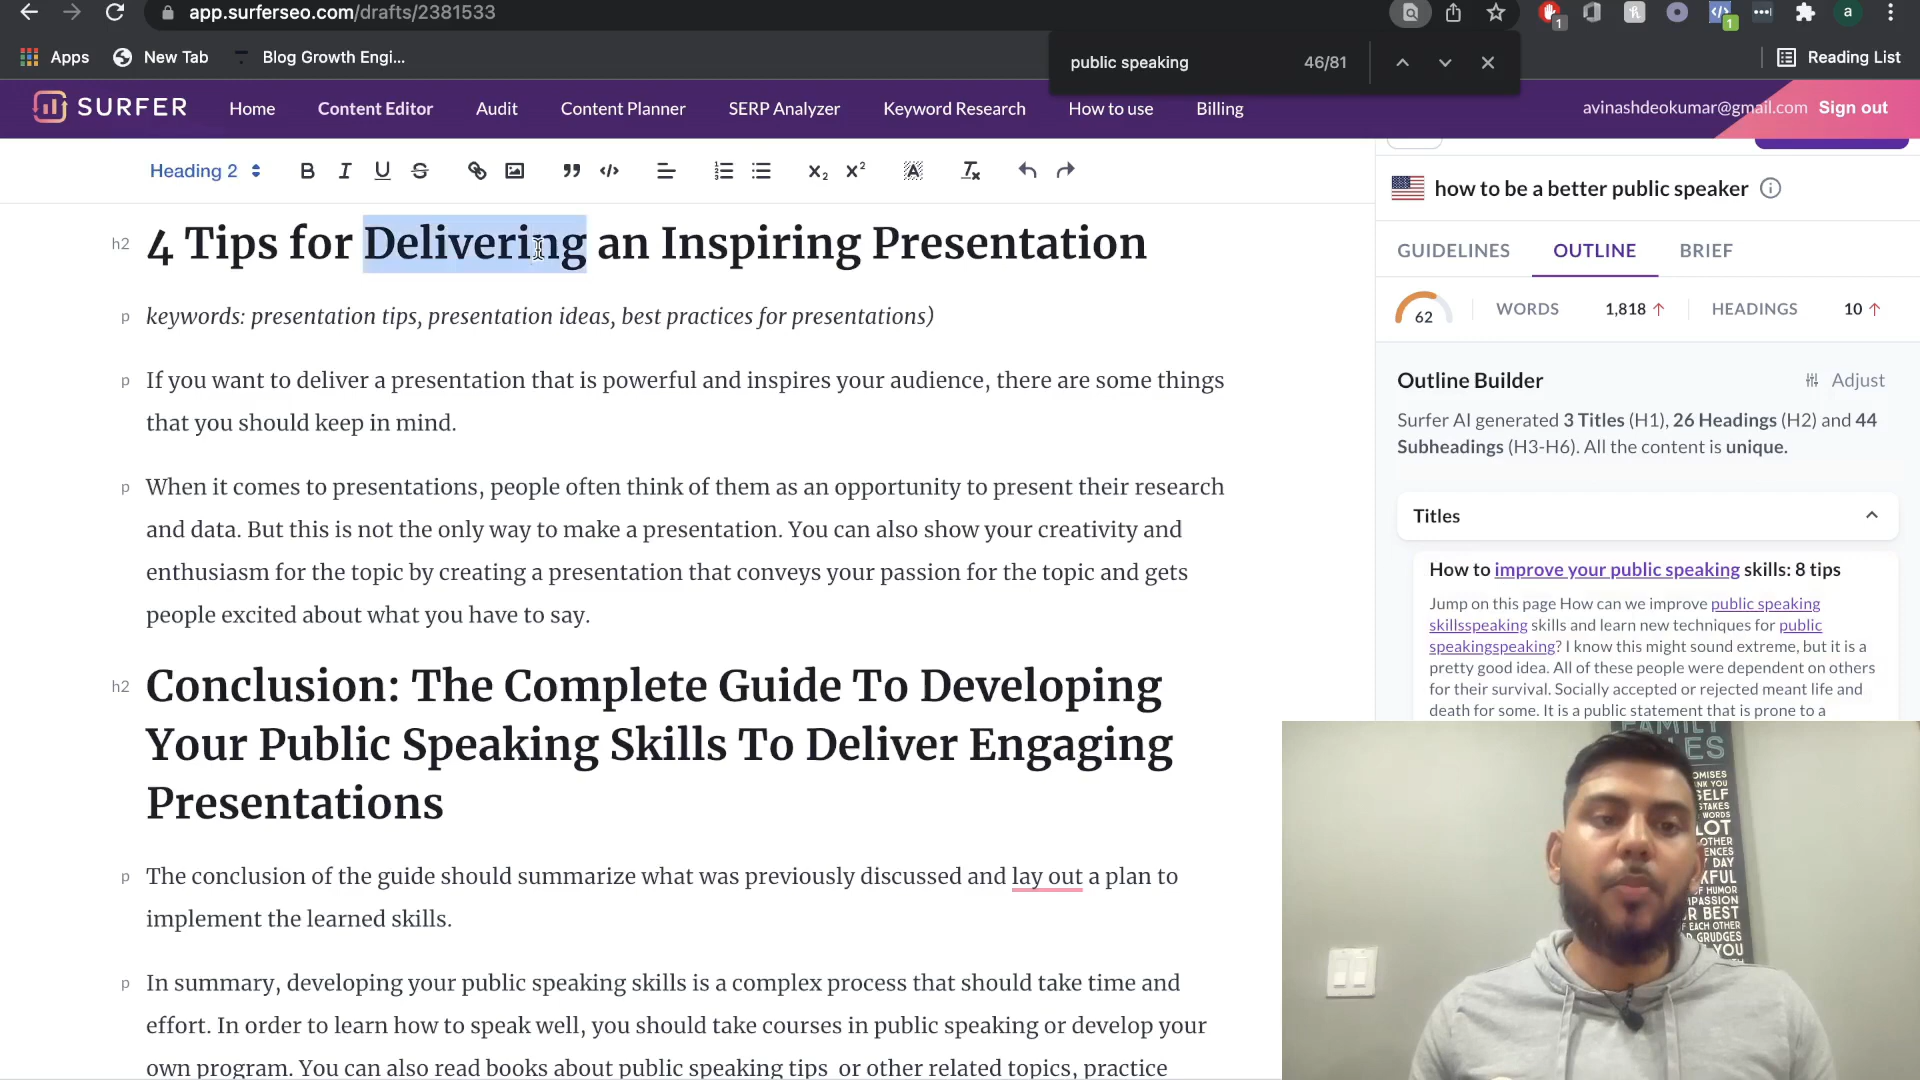 app.surferseo.com/drafts/2381533
1
1
a
Apps
New Tab
Blog Growth Engi...
public speaking
46/81
Reading List
SURFER
Home
Content Editor
Audit
Content Planner
SERP Analyzer
Keyword Research
How to use
Billing
avinashdeokumar@gmail.com
Sign out
Heading 2
how to be a better public speaker
GUIDELINES
OUTLINE
BRIEF
62
WORDS
1,818
HEADINGS
10
h2
4 Tips for Delivering an Inspiring Presentation
p
keywords: presentation tips, presentation ideas, best practices for presentations)
p
If you want to deliver a presentation that is powerful and inspires your audience, there are some things
that you should keep in mind.
p
When it comes to presentations, people often think of them as an opportunity to present their research
and data. But this is not the only way to make a presentation. You can also show your creativity and
enthusiasm for the topic by creating a presentation that conveys your passion for the topic and gets
people excited about what you have to say.
h2
Conclusion: The Complete Guide To Developing
Your Public Speaking Skills To Deliver Engaging
Presentations
p
The conclusion of the guide should summarize what was previously discussed and lay out a plan to
implement the learned skills.
p
In summary, developing your public speaking skills is a complex process that should take time and
effort. In order to learn how to speak well, you should take courses in public speaking or develop your
own program. You can also read books about public speaking tips or other related topics, practice
Outline Builder
Adjust
Surfer AI generated 3 Titles (H1), 26 Headings (H2) and 44
Subheadings (H3-H6). All the content is unique.
Titles
How to improve your public speaking skills: 8 tips
Jump on this page How can we improve public speaking
skillsspeaking skills and learn new techniques for public
speakingspeaking? I know this might sound extreme, but it is a
pretty good idea. All of these people were dependent on others
for their survival. Socially accepted or rejected meant life and
death for some. It is a public statement that is prone to a
FAMILY
WORDS
LOT
OTHER
DAY
OF HUMOR
R BEST
F EACH OTHER
GRUDGES
YOU